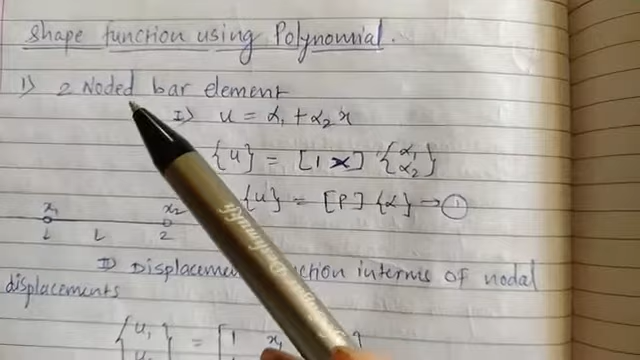 Shape function using Polynomial.
1) 2 Noded bar element
I) u = α₁ + α₂ x
{u} = [1 x] {α₁ α₂}
{u} = [P] {α} → ①
x₁ x₂
L 2
II) Displacement function interms of nodal
displacements
{u₁ = [1 x₁